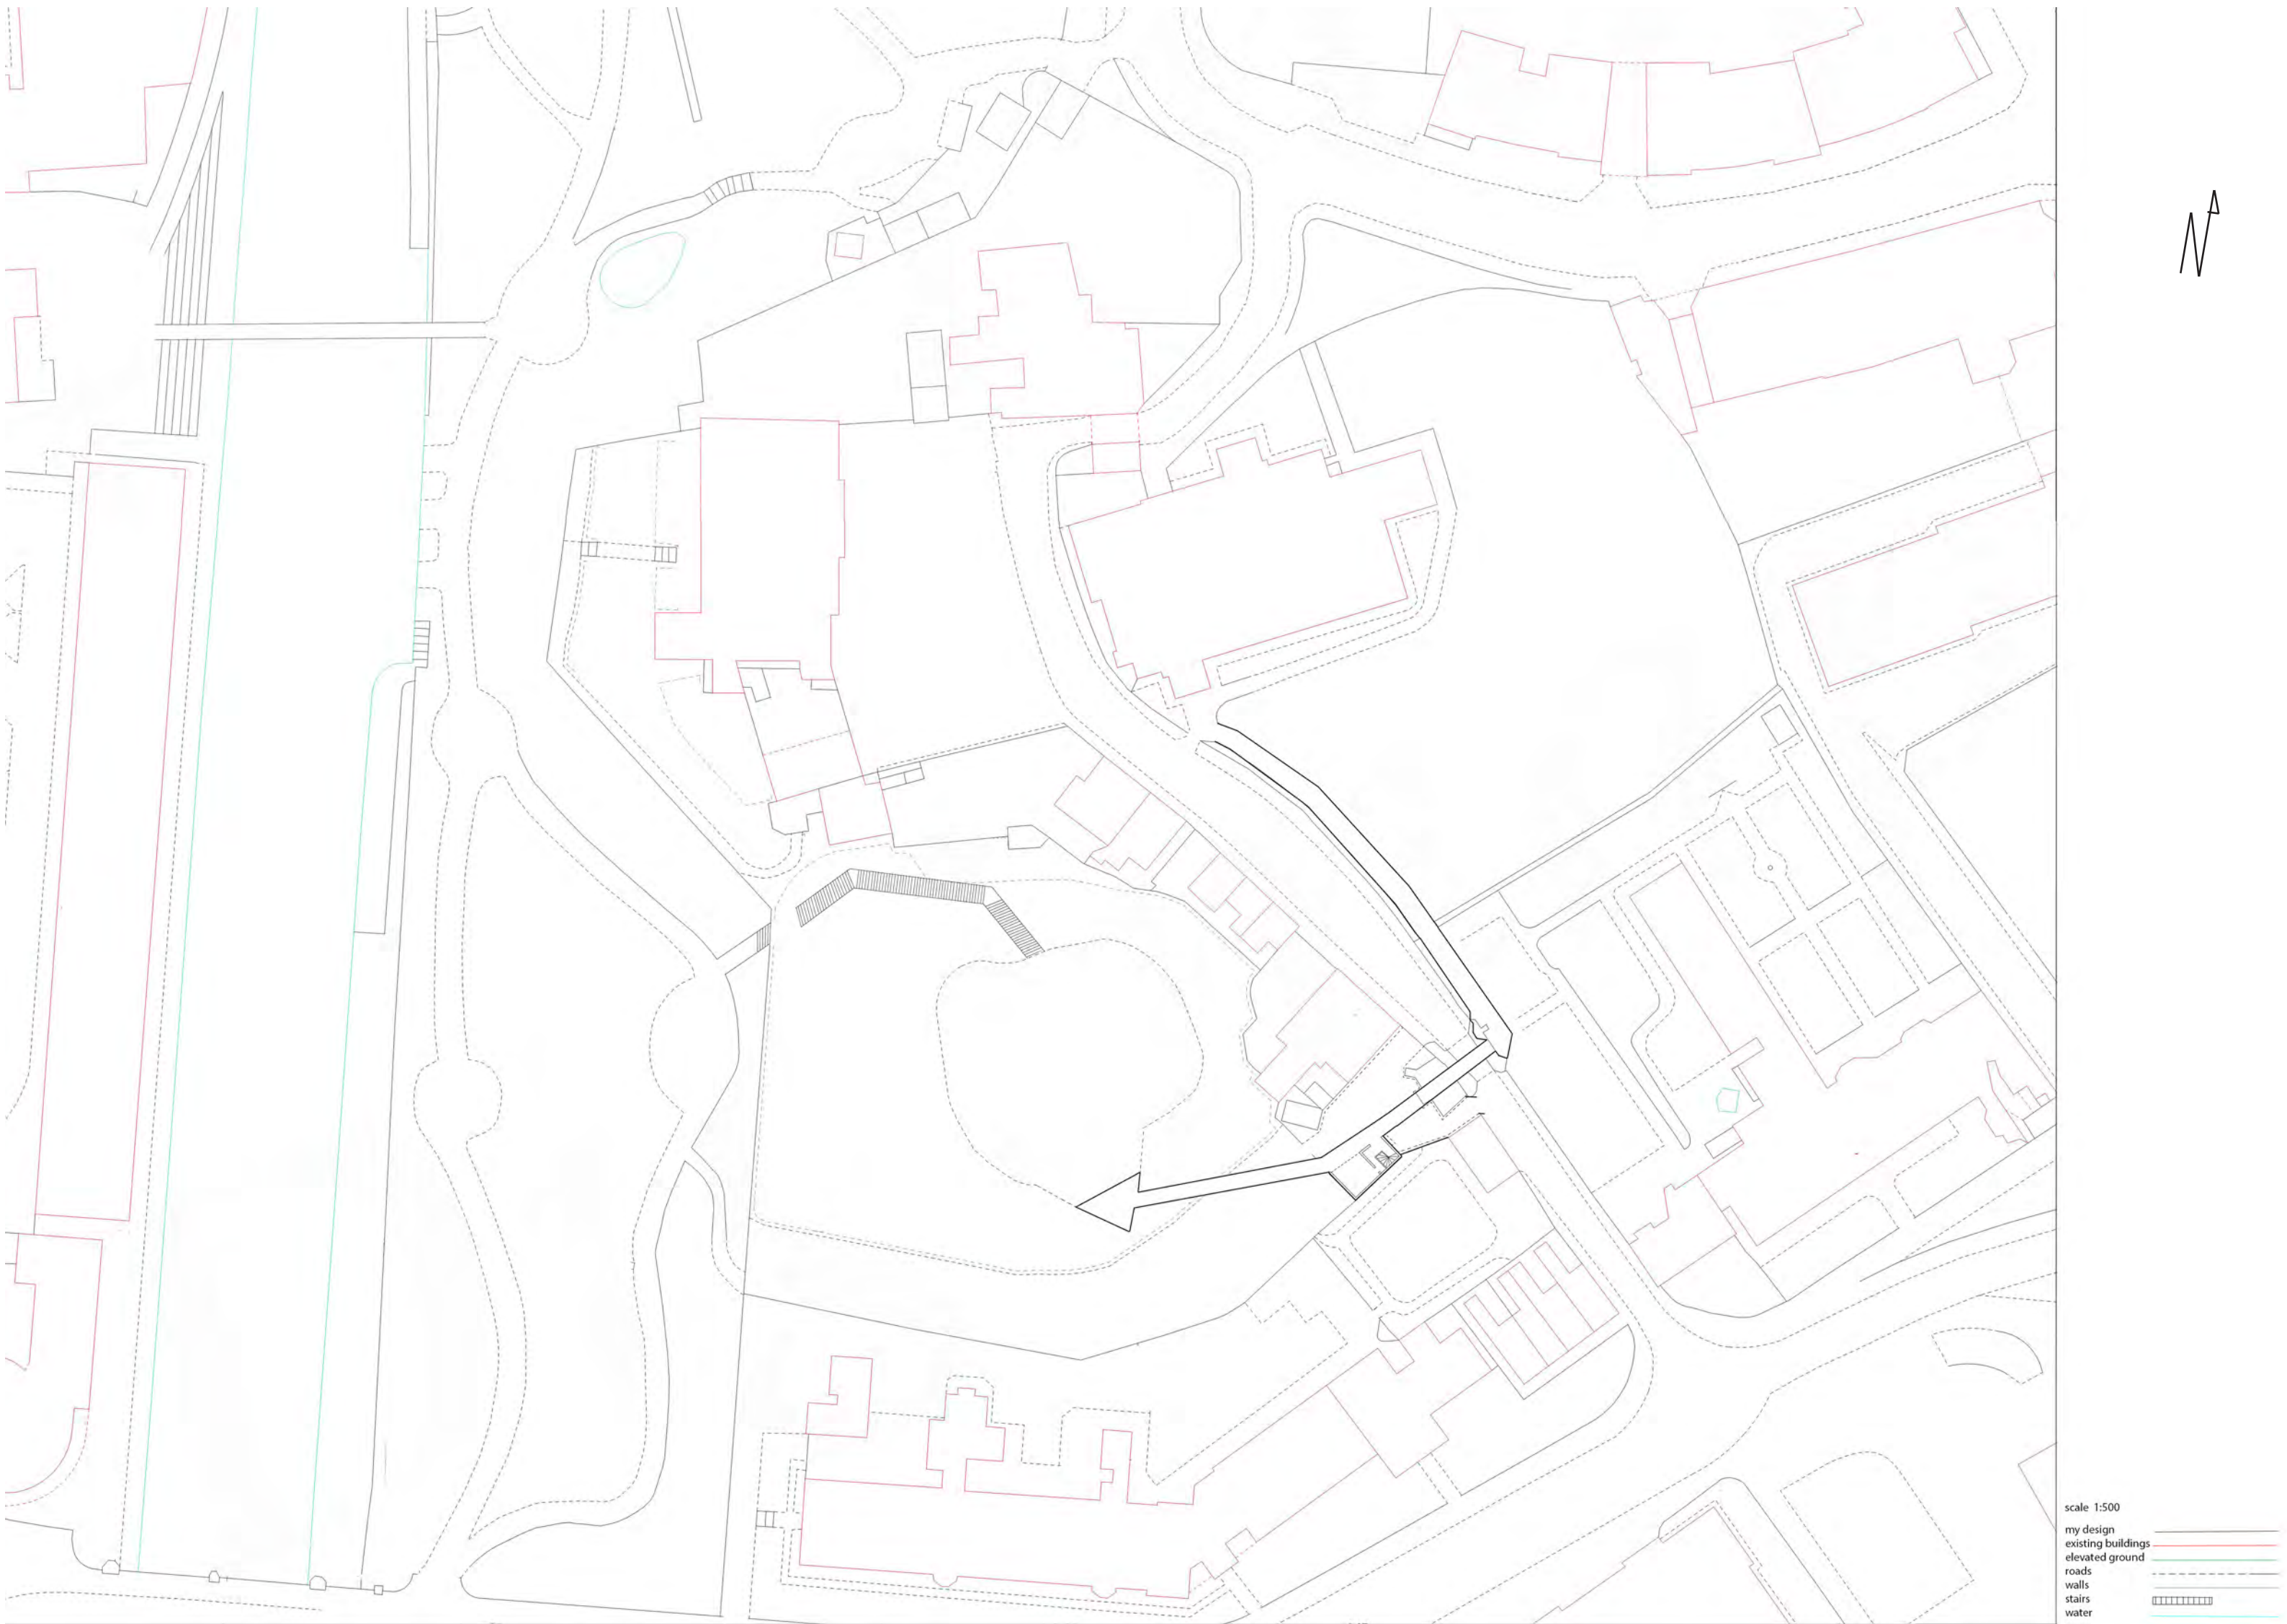 scale 1:500
my design
existing buildings
elevated ground
roads
walls
stairs
water